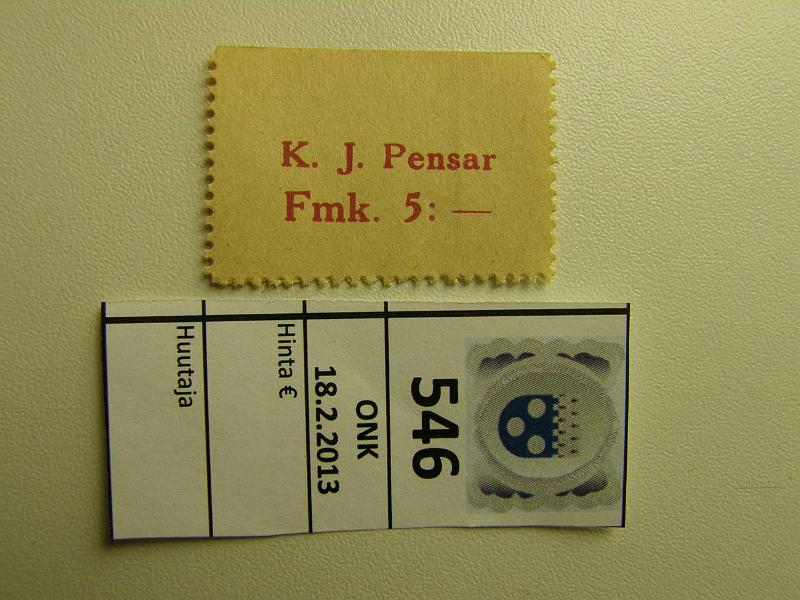 K. J. Pensar
Fmk. 5: —
546
ONK
18.2.2013
Hinta €
Huutaja